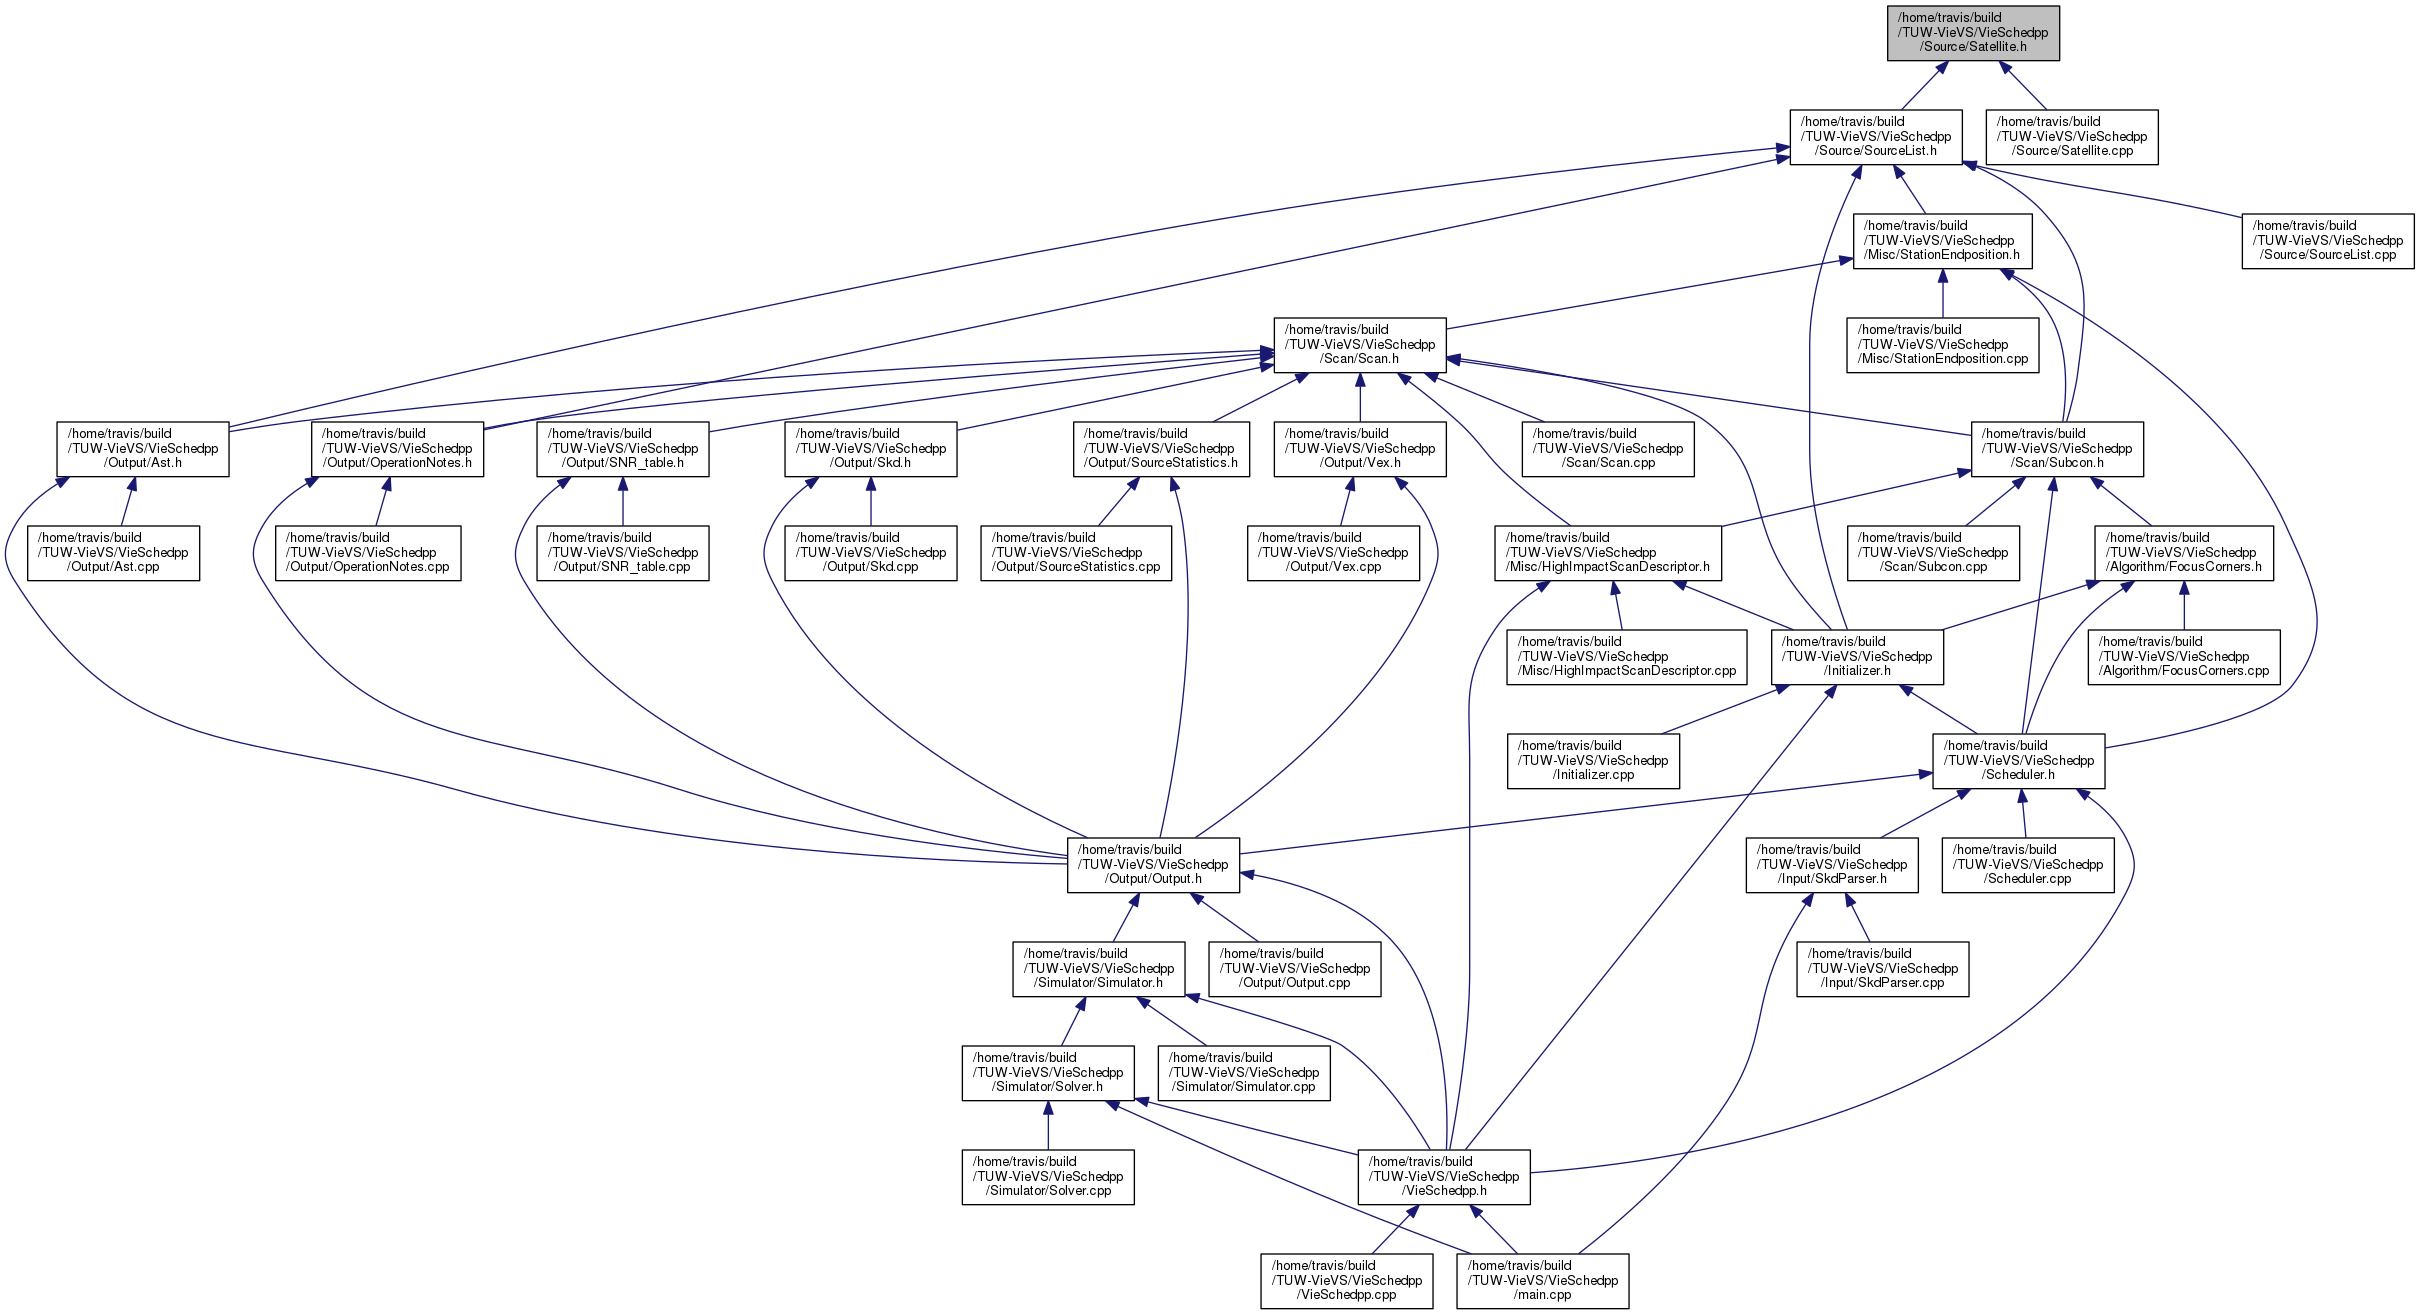 /home/travis/build
/TUW-VieVS/VieSchedpp
/Source/Satellite.h
/home/travis/build
/TUW-VieVS/VieSchedpp
/Source/SourceList.h
/home/travis/build
/TUW-VieVS/VieSchedpp
/Source/Satellite.cpp
/home/travis/build
/TUW-VieVS/VieSchedpp
/Misc/StationEndposition.h
/home/travis/build
/TUW-VieVS/VieSchedpp
/Source/SourceList.cpp
/home/travis/build
/TUW-VieVS/VieSchedpp
/Scan/Scan.h
/home/travis/build
/TUW-VieVS/VieSchedpp
/Misc/StationEndposition.cpp
/home/travis/build
/TUW-VieVS/VieSchedpp
/Output/Ast.h
/home/travis/build
/TUW-VieVS/VieSchedpp
/Output/OperationNotes.h
/home/travis/build
/TUW-VieVS/VieSchedpp
/Output/SNR_table.h
/home/travis/build
/TUW-VieVS/VieSchedpp
/Output/Skd.h
/home/travis/build
/TUW-VieVS/VieSchedpp
/Output/SourceStatistics.h
/home/travis/build
/TUW-VieVS/VieSchedpp
/Output/Vex.h
/home/travis/build
/TUW-VieVS/VieSchedpp
/Scan/Scan.cpp
/home/travis/build
/TUW-VieVS/VieSchedpp
/Scan/Subcon.h
/home/travis/build
/TUW-VieVS/VieSchedpp
/Output/Ast.cpp
/home/travis/build
/TUW-VieVS/VieSchedpp
/Output/OperationNotes.cpp
/home/travis/build
/TUW-VieVS/VieSchedpp
/Output/SNR_table.cpp
/home/travis/build
/TUW-VieVS/VieSchedpp
/Output/Skd.cpp
/home/travis/build
/TUW-VieVS/VieSchedpp
/Output/SourceStatistics.cpp
/home/travis/build
/TUW-VieVS/VieSchedpp
/Output/Vex.cpp
/home/travis/build
/TUW-VieVS/VieSchedpp
/Misc/HighImpactScanDescriptor.h
/home/travis/build
/TUW-VieVS/VieSchedpp
/Scan/Subcon.cpp
/home/travis/build
/TUW-VieVS/VieSchedpp
/Algorithm/FocusCorners.h
/home/travis/build
/TUW-VieVS/VieSchedpp
/Misc/HighImpactScanDescriptor.cpp
/home/travis/build
/TUW-VieVS/VieSchedpp
/Initializer.h
/home/travis/build
/TUW-VieVS/VieSchedpp
/Algorithm/FocusCorners.cpp
/home/travis/build
/TUW-VieVS/VieSchedpp
/Initializer.cpp
/home/travis/build
/TUW-VieVS/VieSchedpp
/Scheduler.h
/home/travis/build
/TUW-VieVS/VieSchedpp
/Output/Output.h
/home/travis/build
/TUW-VieVS/VieSchedpp
/Input/SkdParser.h
/home/travis/build
/TUW-VieVS/VieSchedpp
/Scheduler.cpp
/home/travis/build
/TUW-VieVS/VieSchedpp
/Simulator/Simulator.h
/home/travis/build
/TUW-VieVS/VieSchedpp
/Output/Output.cpp
/home/travis/build
/TUW-VieVS/VieSchedpp
/Input/SkdParser.cpp
/home/travis/build
/TUW-VieVS/VieSchedpp
/Simulator/Solver.h
/home/travis/build
/TUW-VieVS/VieSchedpp
/Simulator/Simulator.cpp
/home/travis/build
/TUW-VieVS/VieSchedpp
/Simulator/Solver.cpp
/home/travis/build
/TUW-VieVS/VieSchedpp
/VieSchedpp.h
/home/travis/build
/TUW-VieVS/VieSchedpp
/VieSchedpp.cpp
/home/travis/build
/TUW-VieVS/VieSchedpp
/main.cpp